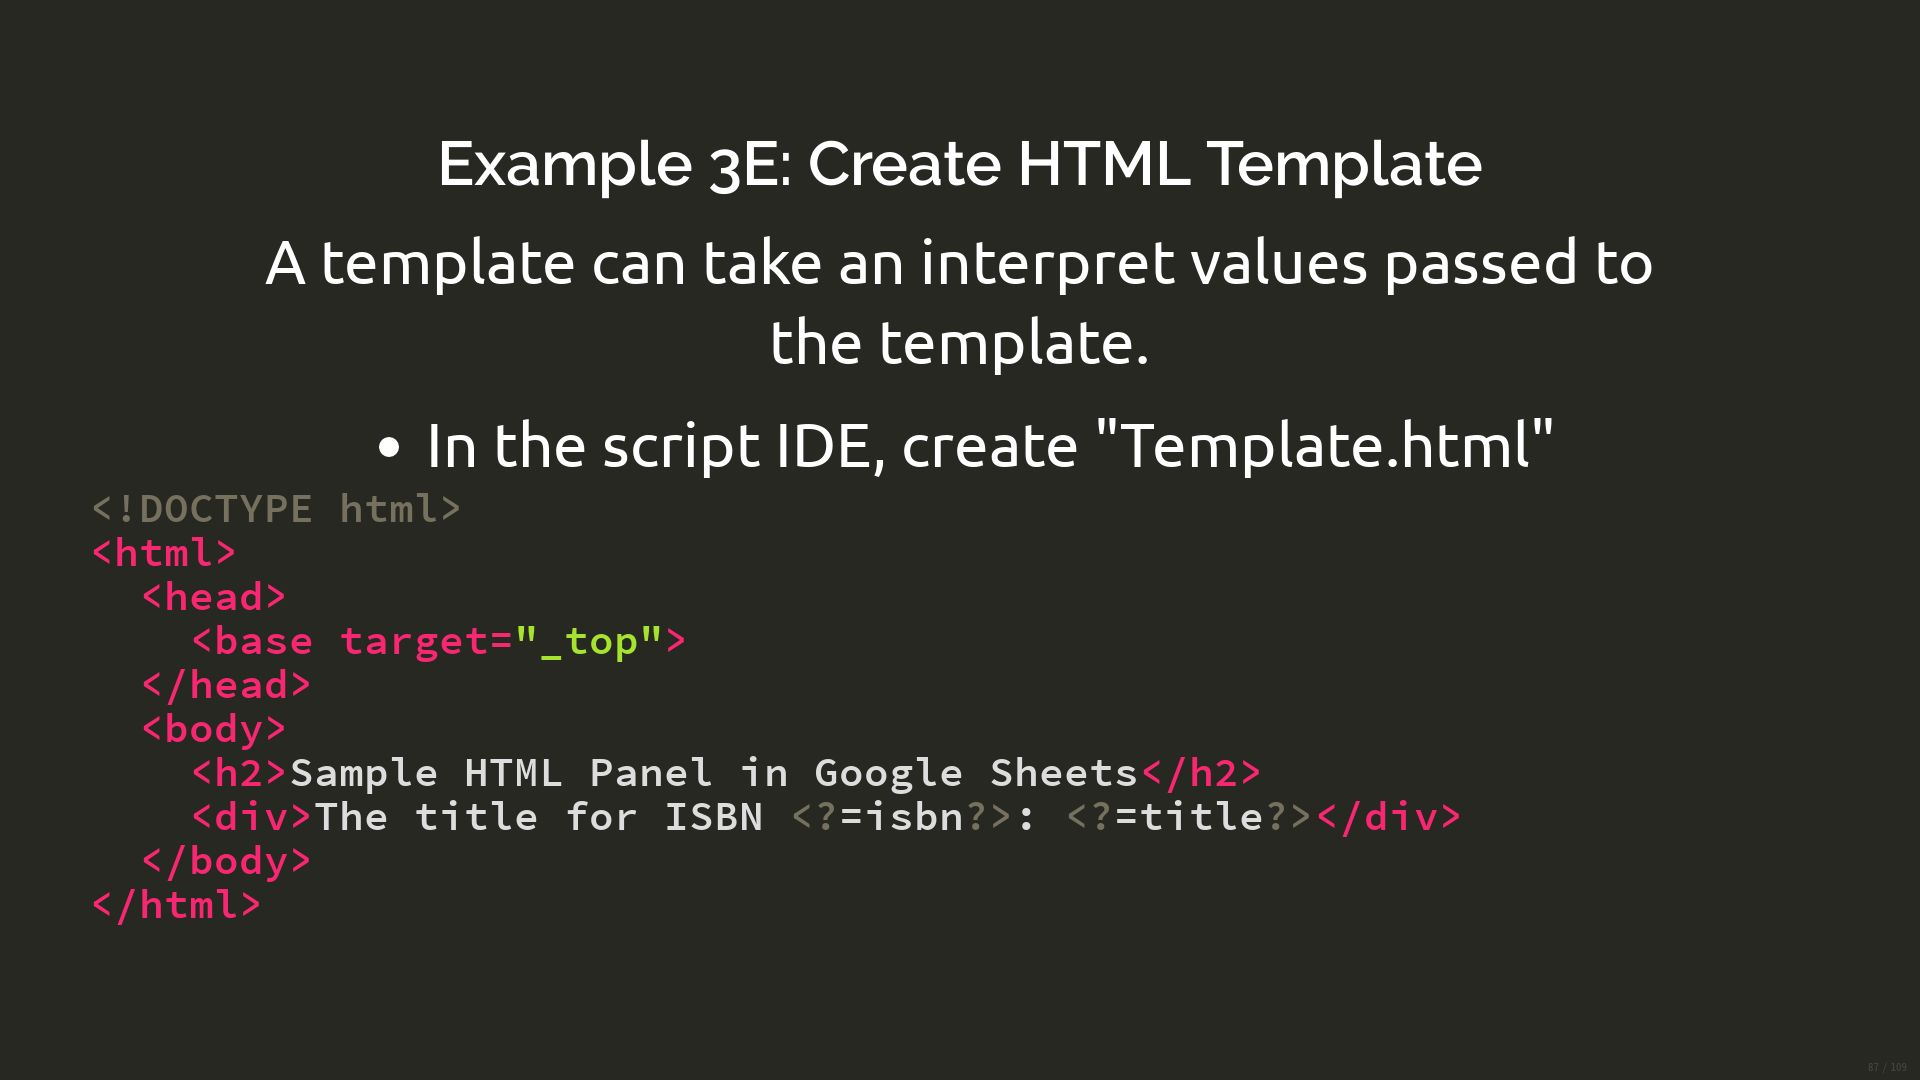 Example 3E: Create HTML Template
A template can take an interpret values passed to
the template.
• In the script IDE, create "Template.html"
<!DOCTYPE html>
<html>
  <head>
    <base target="_top">
  </head>
  <body>
    <h2>Sample HTML Panel in Google Sheets</h2>
    <div>The title for ISBN <?=isbn?>: <?=title?></div>
  </body>
</html>
87 / 109